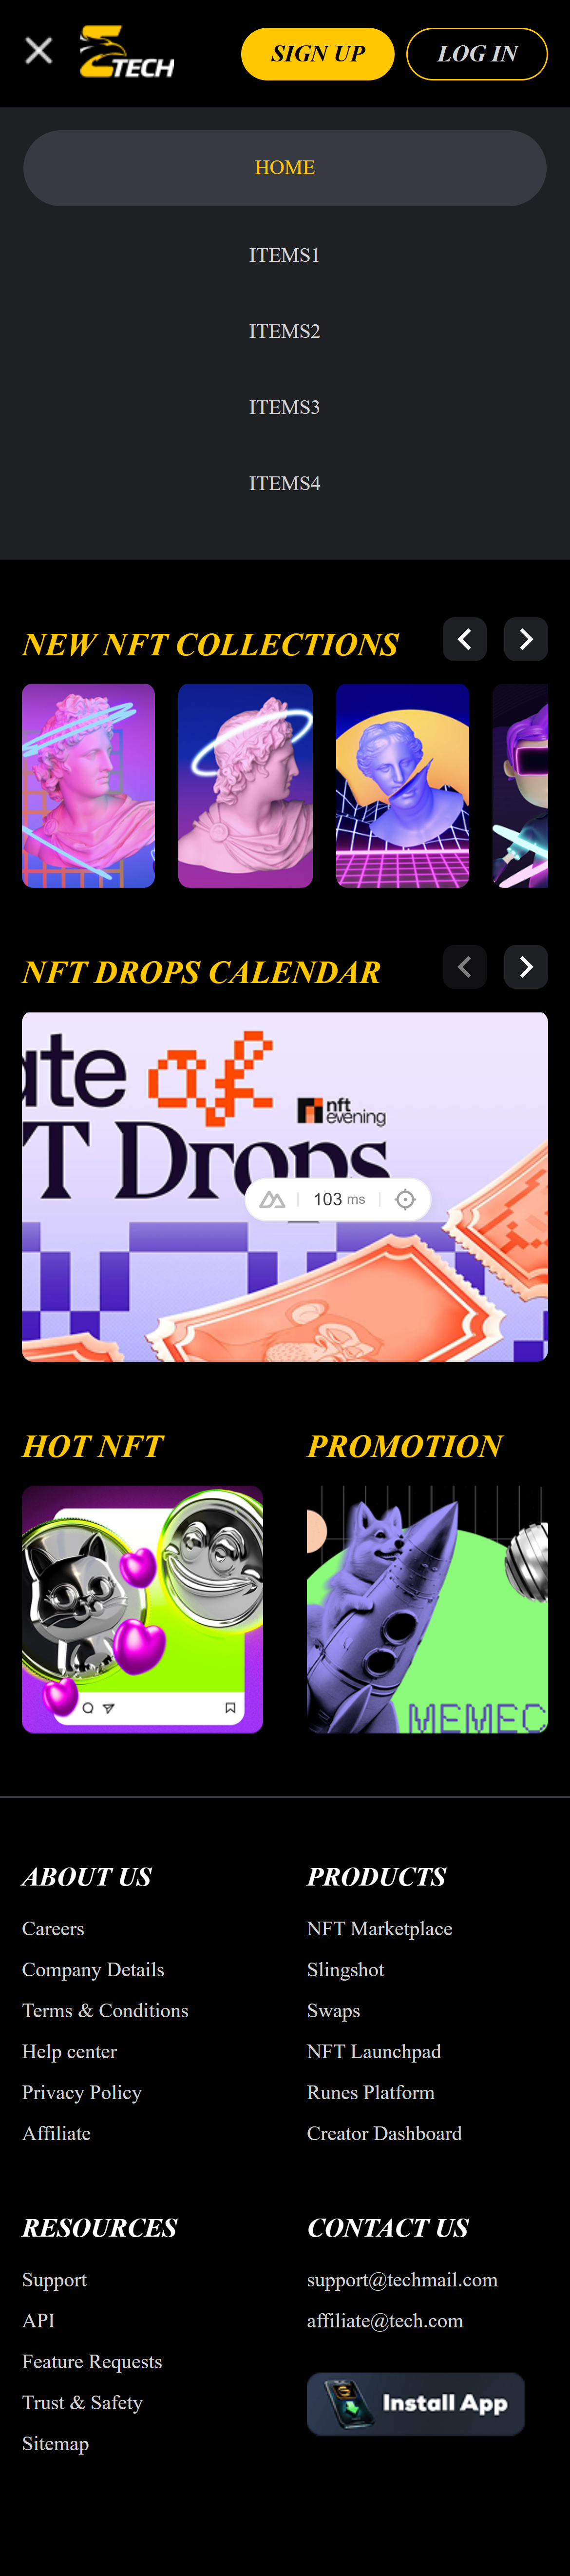 ETECH
SIGN UP
LOG IN
HOME
ITEMS1
ITEMS2
ITEMS3
ITEMS4
NEW NFT COLLECTIONS
NFT DROPS CALENDAR
ate of
nft
evening
T Drops
103 ms
HOT NFT
PROMOTION
MEMEC
ABOUT US
Careers
Company Details
Terms & Conditions
Help center
Privacy Policy
Affiliate
PRODUCTS
NFT Marketplace
Slingshot
Swaps
NFT Launchpad
Runes Platform
Creator Dashboard
RESOURCES
Support
API
Feature Requests
Trust & Safety
Sitemap
CONTACT US
support@techmail.com
affiliate@tech.com
Install App